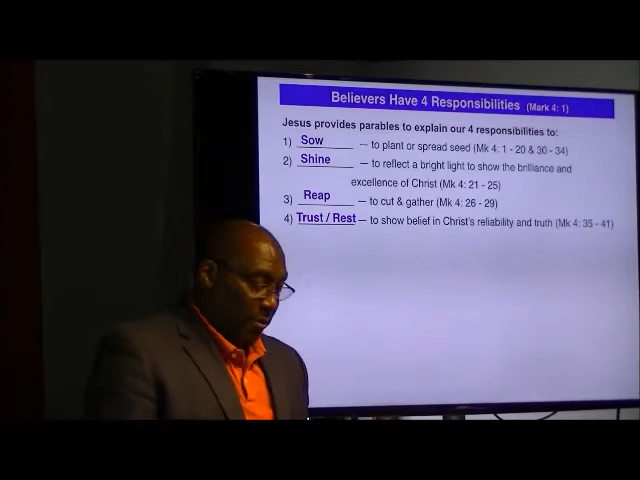 Believers Have 4 Responsibilities (Mark 4: 1)
Jesus provides parables to explain our 4 responsibilities to:
1) Sow — to plant or spread seed (Mk 4: 1 - 20 & 30 - 34)
2) Shine — to reflect a bright light to show the brilliance and
excellence of Christ (Mk 4: 21 - 25)
3) Reap — to cut & gather (Mk 4: 26 - 29)
4) Trust / Rest — to show belief in Christ's reliability and truth (Mk 4: 35 - 41)